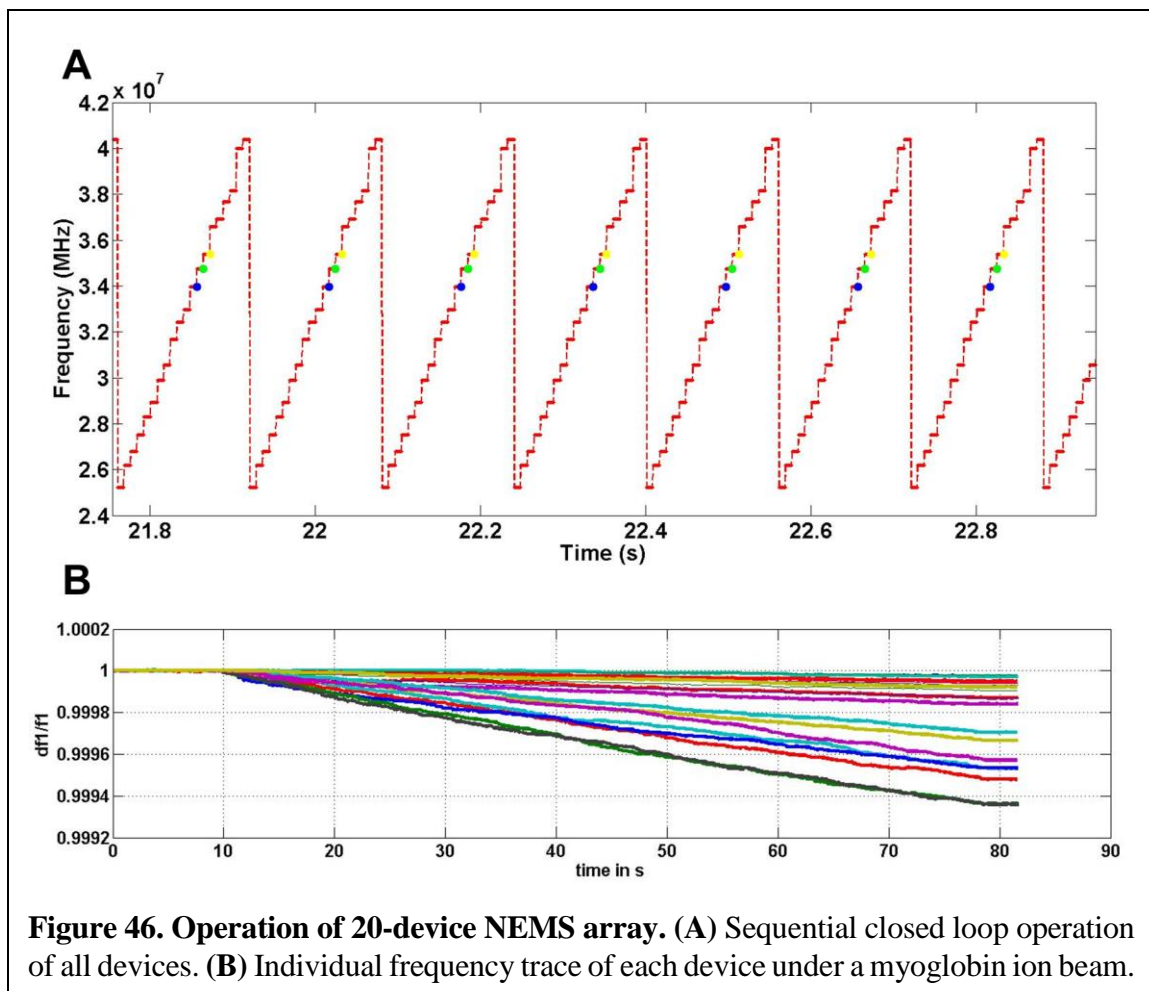 A
x 10^7
4.2
4
3.8
3.6
3.4
3.2
3
2.8
2.6
2.4
Frequency (MHz)
21.8 22 22.2 22.4 22.6 22.8
Time (s)
B
1.0002
1
0.9998
0.9996
0.9994
0.9992
df1/f1
0 10 20 30 40 50 60 70 80 90
time in s
Figure 46. Operation of 20-device NEMS array. (A) Sequential closed loop operation
of all devices. (B) Individual frequency trace of each device under a myoglobin ion beam.